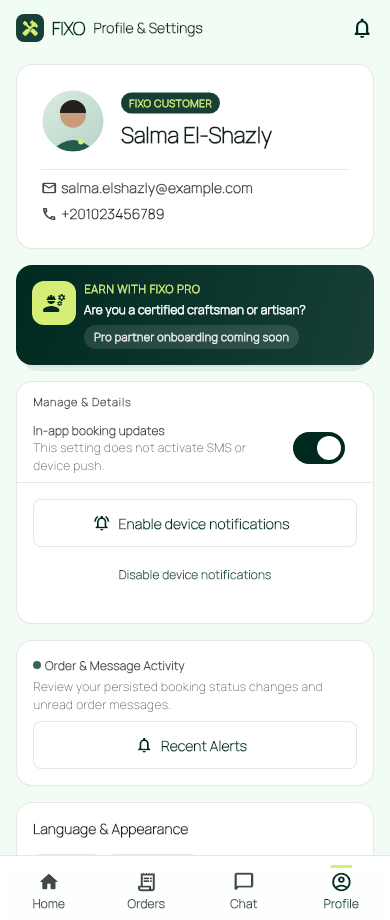 FIXO Profile & Settings
FIXO CUSTOMER
Salma El-Shazly
salma.elshazly@example.com
+201023456789
EARN WITH FIXO PRO
Are you a certified craftsman or artisan?
Pro partner onboarding coming soon
Manage & Details
In-app booking updates
This setting does not activate SMS or
device push.
Enable device notifications
Disable device notifications
Order & Message Activity
Review your persisted booking status changes and
unread order messages.
Recent Alerts
Language & Appearance
Home Orders Chat Profile